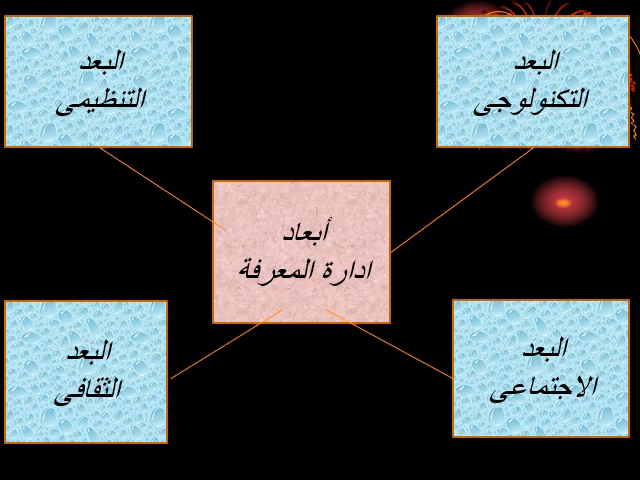 البعد
التكنولوجى
البعد
التنظيمى
أبعاد
ادارة المعرفة
البعد
الاجتماعى
البعد
الثقافى